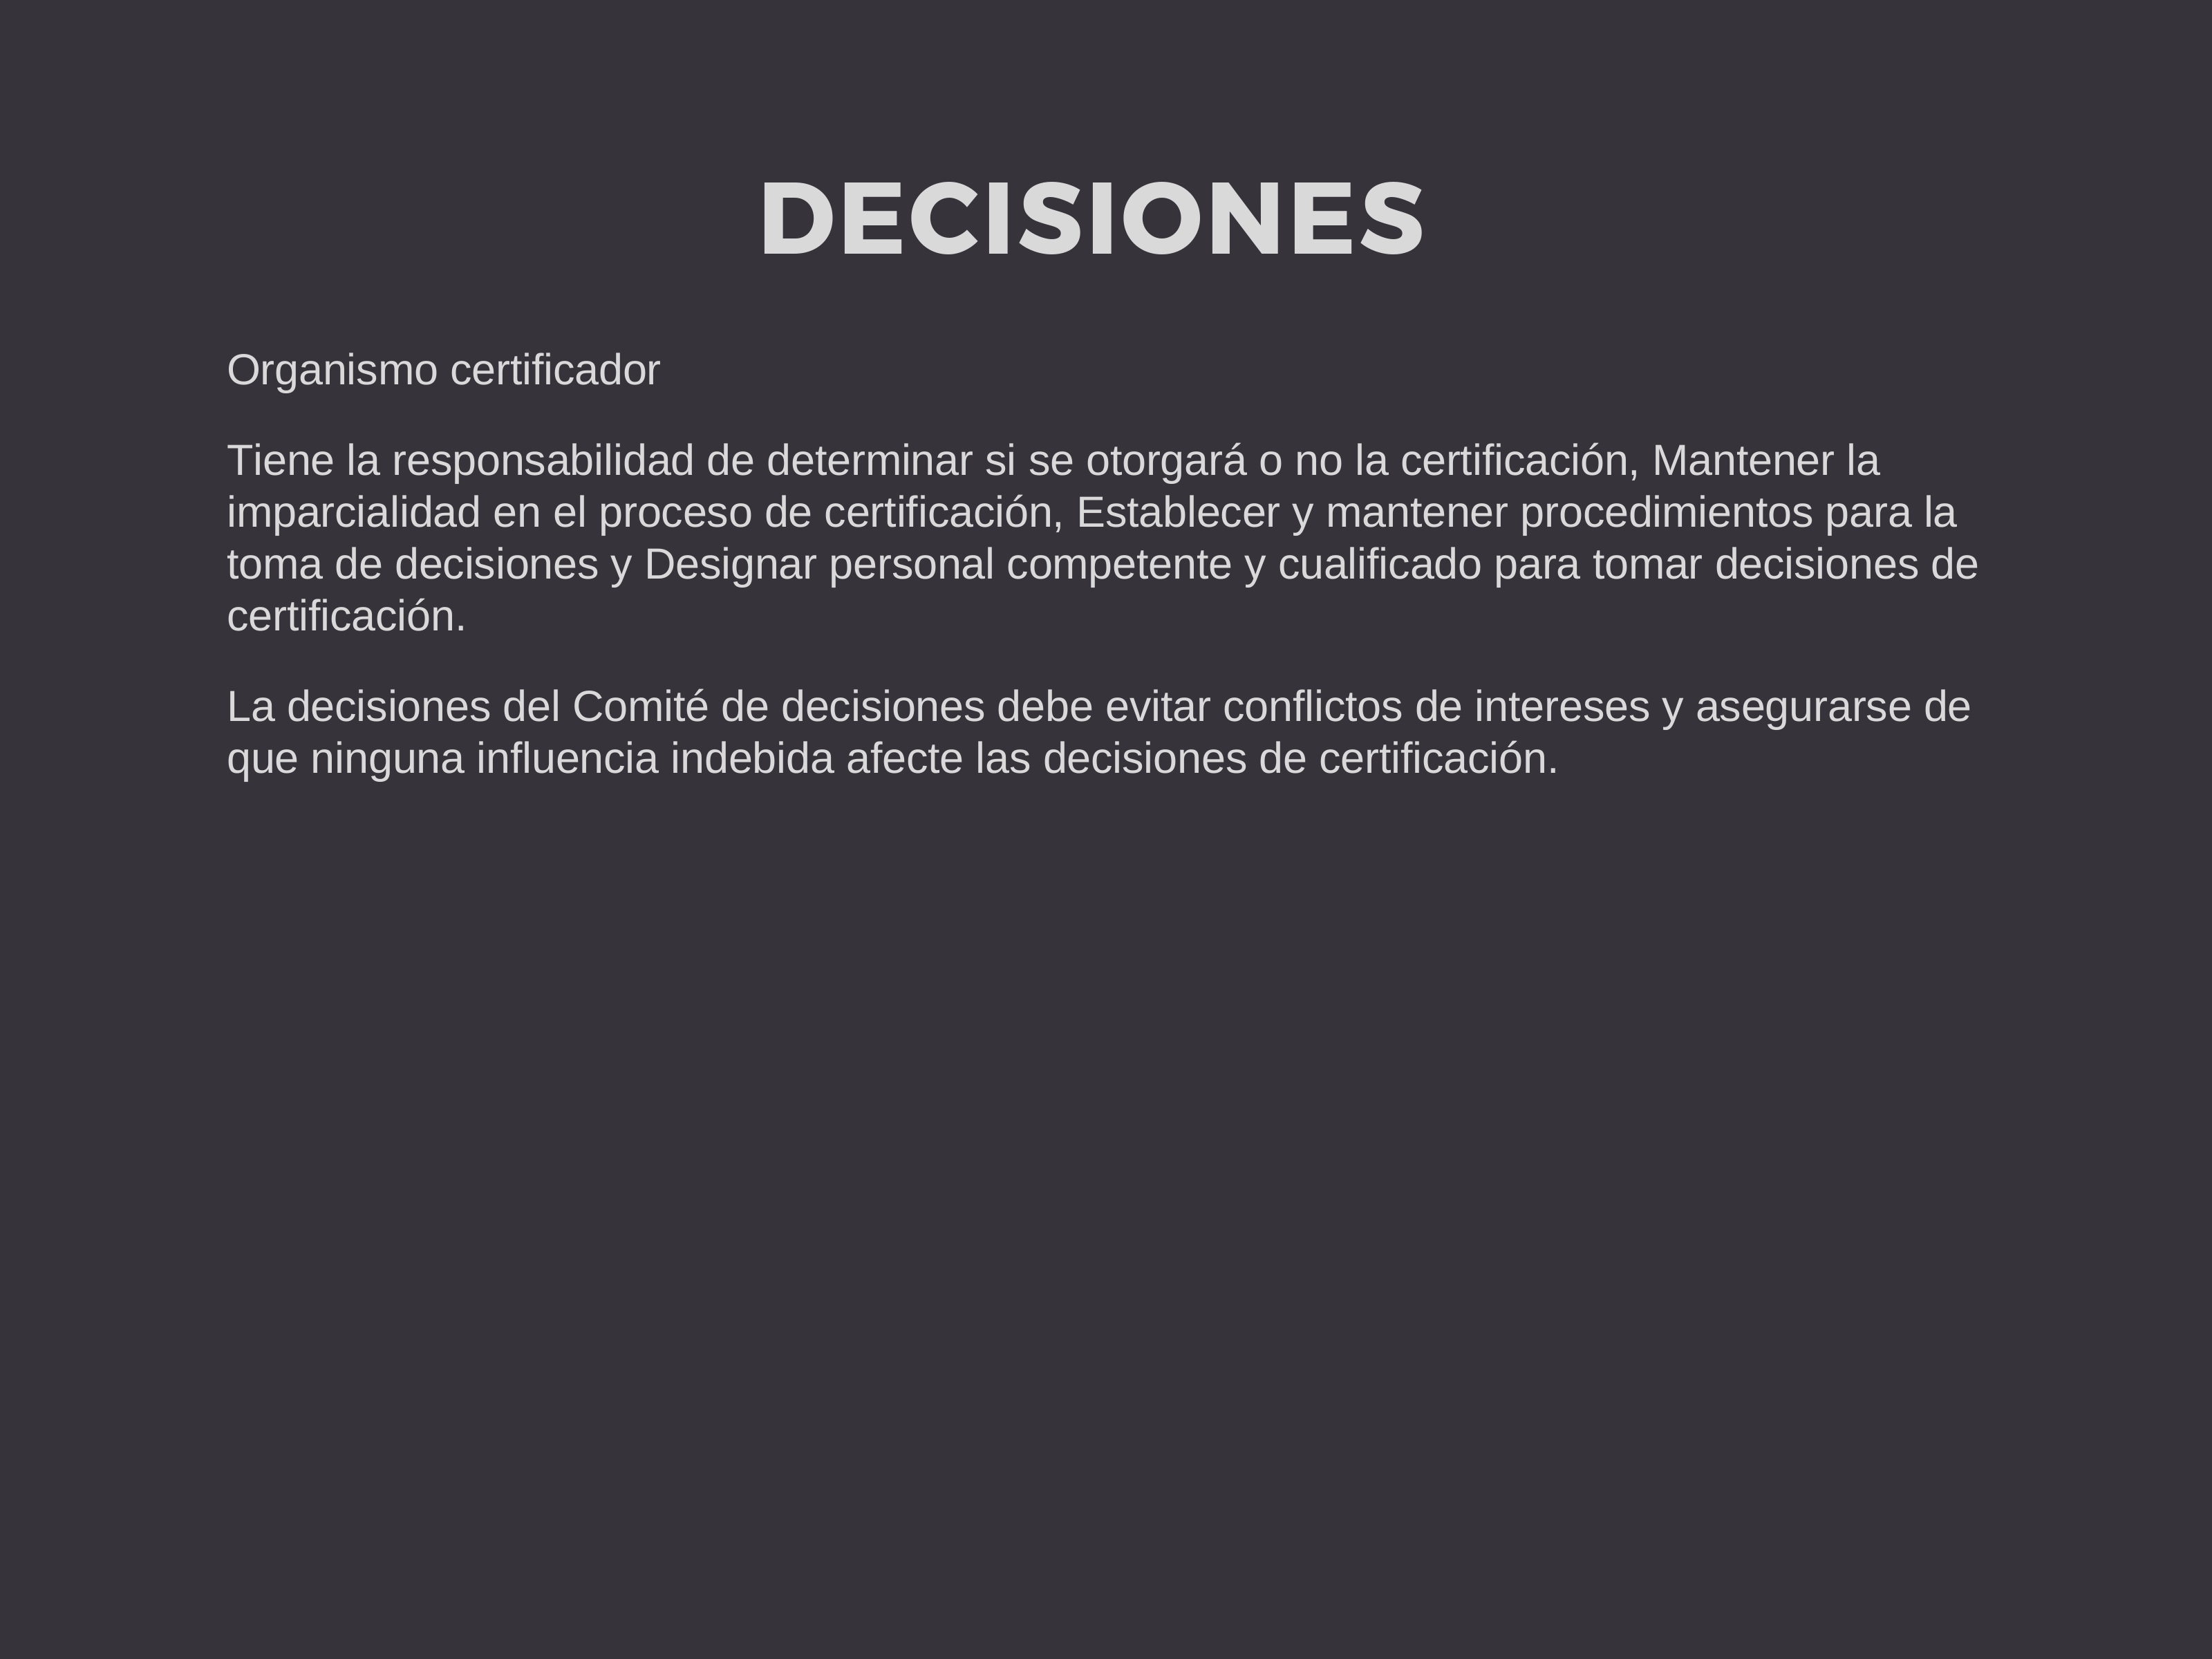 DECISIONES
Organismo certificador
Tiene la responsabilidad de determinar si se otorgará o no la certificación, Mantener la
imparcialidad en el proceso de certificación, Establecer y mantener procedimientos para la
toma de decisiones y Designar personal competente y cualificado para tomar decisiones de
certificación.
La decisiones del Comité de decisiones debe evitar conflictos de intereses y asegurarse de
que ninguna influencia indebida afecte las decisiones de certificación.